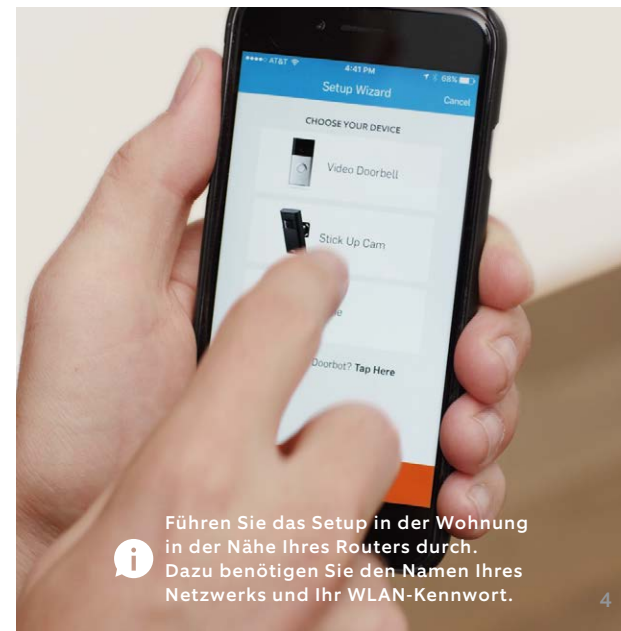 AT&T 4:41 PM 68%
Setup Wizard Cancel
CHOOSE YOUR DEVICE
Video Doorbell
Stick Up Cam
Doorbot? Tap Here
Führen Sie das Setup in der Wohnung
in der Nähe Ihres Routers durch.
Dazu benötigen Sie den Namen Ihres
Netzwerks und Ihr WLAN-Kennwort.
4